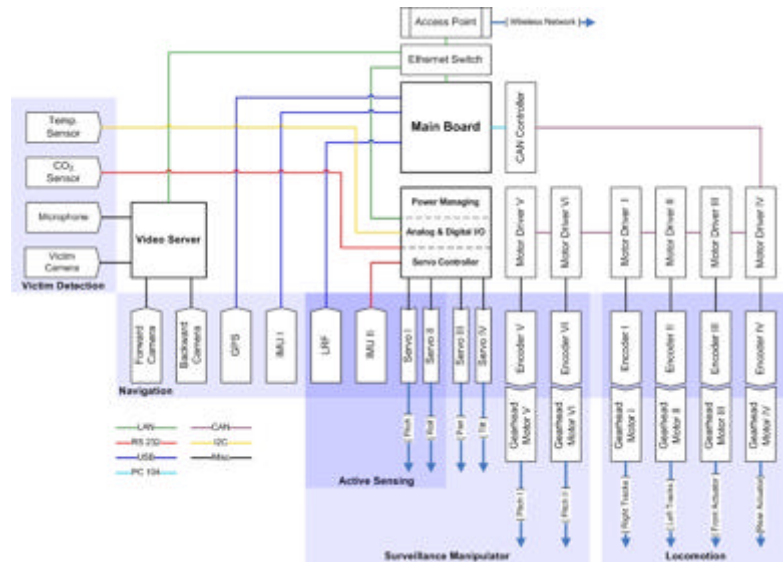 Access Point
Wireless Network
Ethernet Switch
Main Board
CAN Controller
Temp.
Sensor
CO2
Sensor
Microphone
Victim
Camera
Victim Detection
Video Server
Power Managing
Analog & Digital I/O
Servo Controller
Motor Driver V
Motor Driver VI
Motor Driver I
Motor Driver II
Motor Driver III
Motor Driver IV
Forward
Camera
Backward
Camera
GPS
IMU I
LRF
IMU II
Servo I
Servo II
Servo III
Servo IV
Encoder V
Encoder VI
Encoder I
Encoder II
Encoder III
Encoder IV
Navigation
Gearhead
Motor V
Gearhead
Motor VI
Gearhead
Motor I
Gearhead
Motor II
Gearhead
Motor III
Gearhead
Motor IV
LAN
CAN
RS 232
I2C
USB
Misc
PC 104
Roll
Pan
Tilt
Active Sensing
Pitch I
Pitch II
Right Tracks
Left Tracks
Front Actuator
Rear Actuator
Surveillance Manipulator
Locomotion